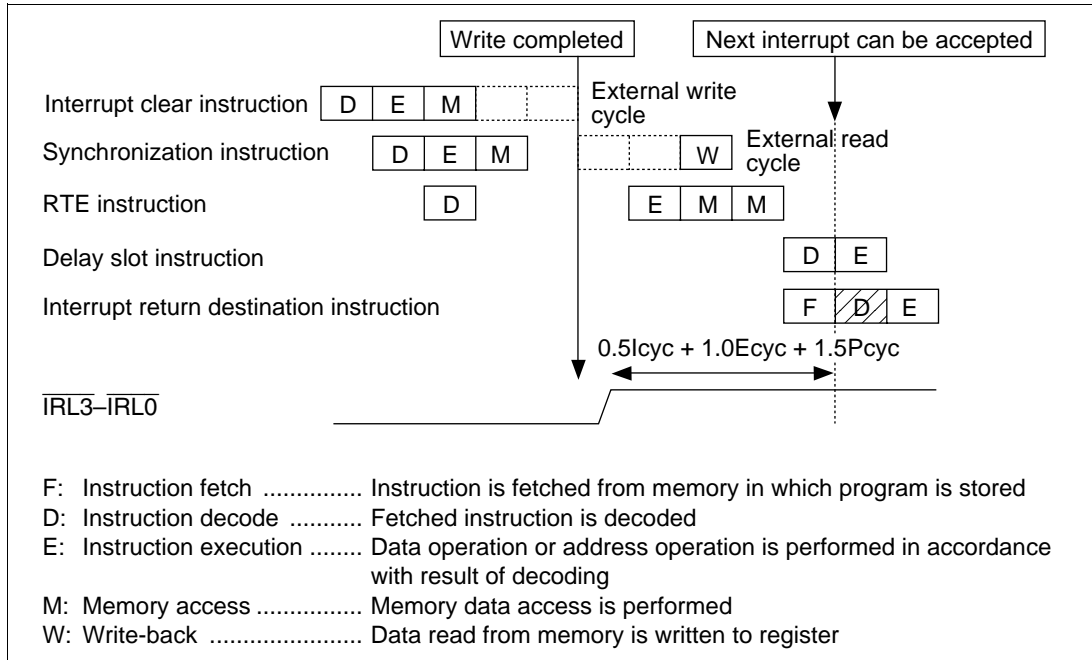 Write completed
Next interrupt can be accepted
Interrupt clear instruction D E M External write cycle
Synchronization instruction D E M W External read cycle
RTE instruction D E M M
Delay slot instruction D E
Interrupt return destination instruction F D E
0.5Icyc + 1.0Ecyc + 1.5Pcyc
IRL3–IRL0
F: Instruction fetch ............... Instruction is fetched from memory in which program is stored
D: Instruction decode ........... Fetched instruction is decoded
E: Instruction execution ........ Data operation or address operation is performed in accordance
with result of decoding
M: Memory access ................ Memory data access is performed
W: Write-back ...................... Data read from memory is written to register